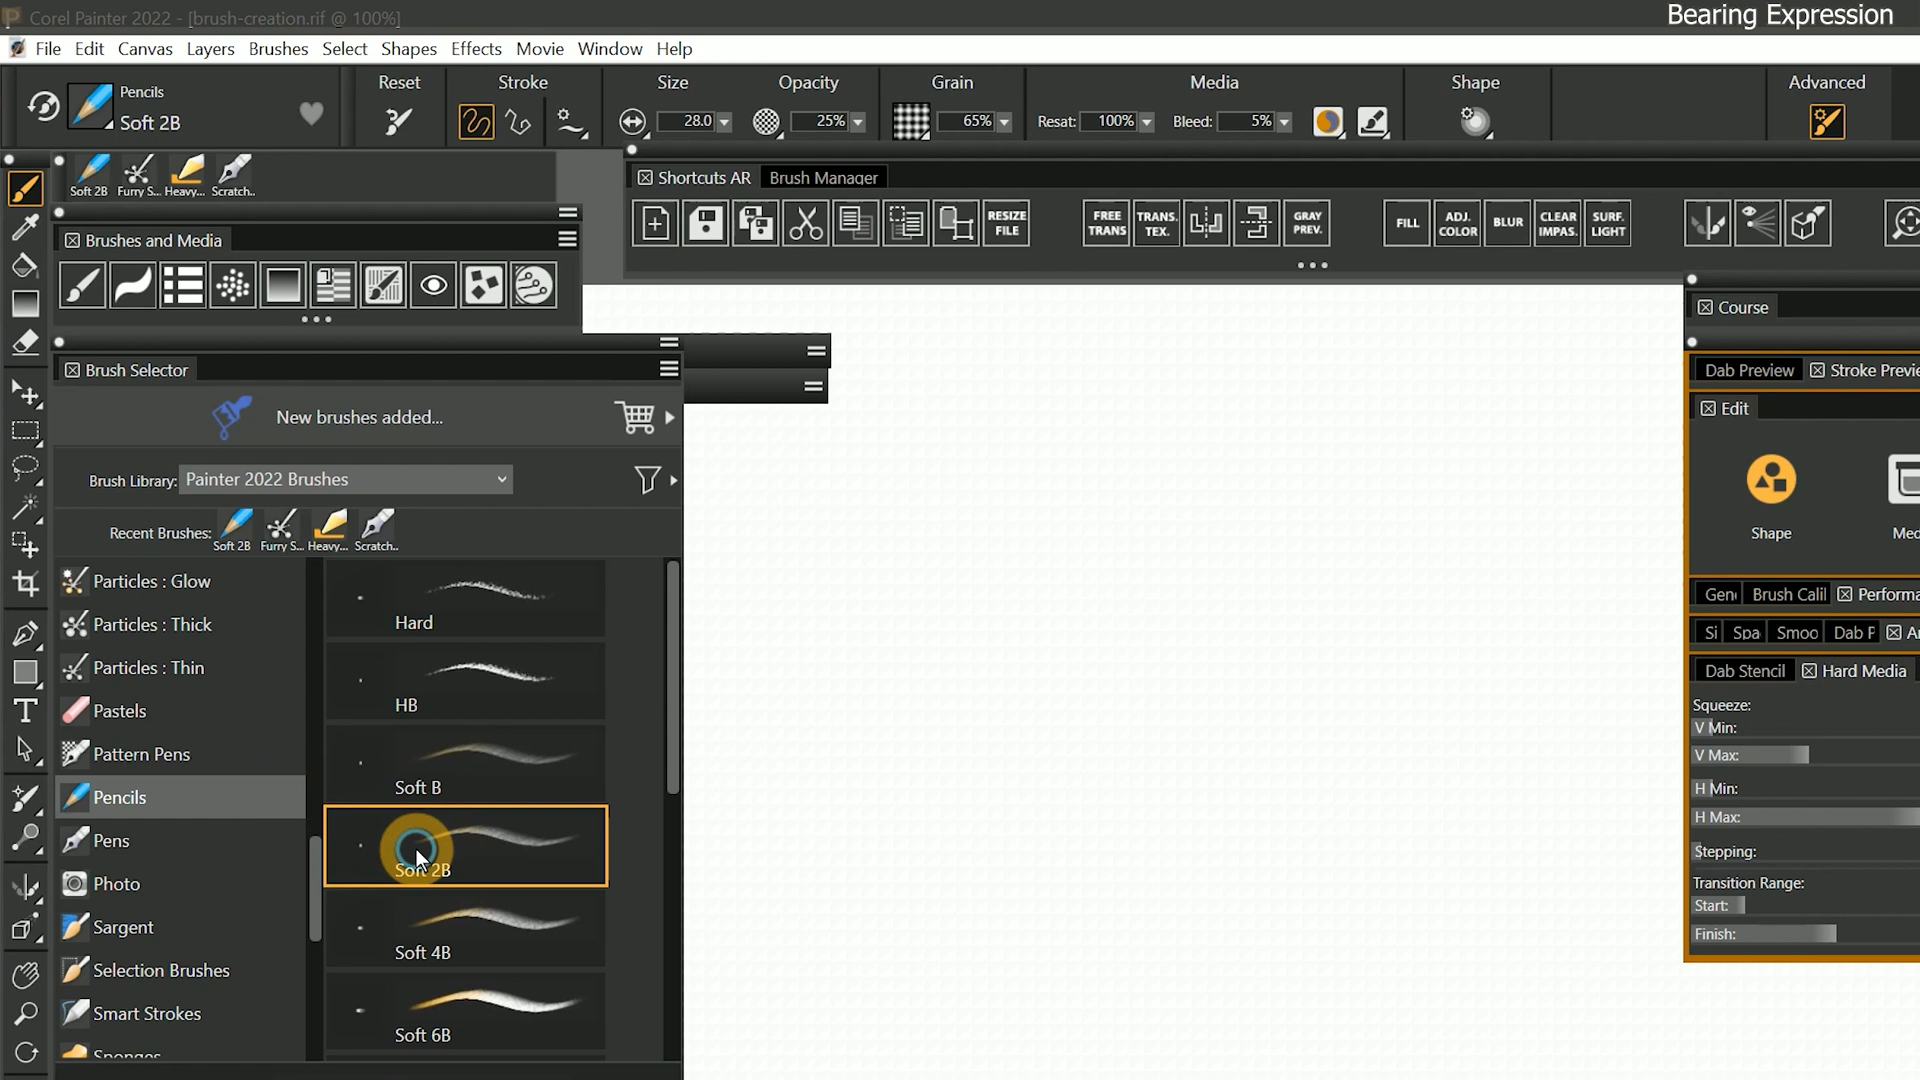 Corel Painter 2022 - [brush-creation.rif @ 100%]
Bearing Expression
File Edit Canvas Layers Brushes Select Shapes Effects Movie Window Help
Pencils
Soft 2B
Reset
Stroke
Size
28.0
Opacity
25%
Grain
65%
Media
Resat: 100%
Bleed: 5%
Shape
Advanced
Soft 2B Furry S... Heavy... Scratch..
Shortcuts AR Brush Manager
RESIZE FILE
FREE TRANS
TRANS. TEX.
GRAY PREV.
FILL
ADJ. COLOR
BLUR
CLEAR IMPAS.
SURF. LIGHT
Brushes and Media
Brush Selector
New brushes added...
Brush Library: Painter 2022 Brushes
Recent Brushes: Soft 2B Furry S... Heavy... Scratch..
Particles : Glow
Particles : Thick
Particles : Thin
Pastels
Pattern Pens
Pencils
Pens
Photo
Sargent
Selection Brushes
Smart Strokes
Sponges
Hard
HB
Soft B
Soft 2B
Soft 4B
Soft 6B
Course
Dab Preview Stroke Previe
Edit
Shape
Med
Gen Brush Cali Performa
Si Spa Smoo Dab P
Dab Stencil Hard Media
Squeeze:
V Min:
V Max:
H Min:
H Max:
Stepping:
Transition Range:
Start:
Finish: